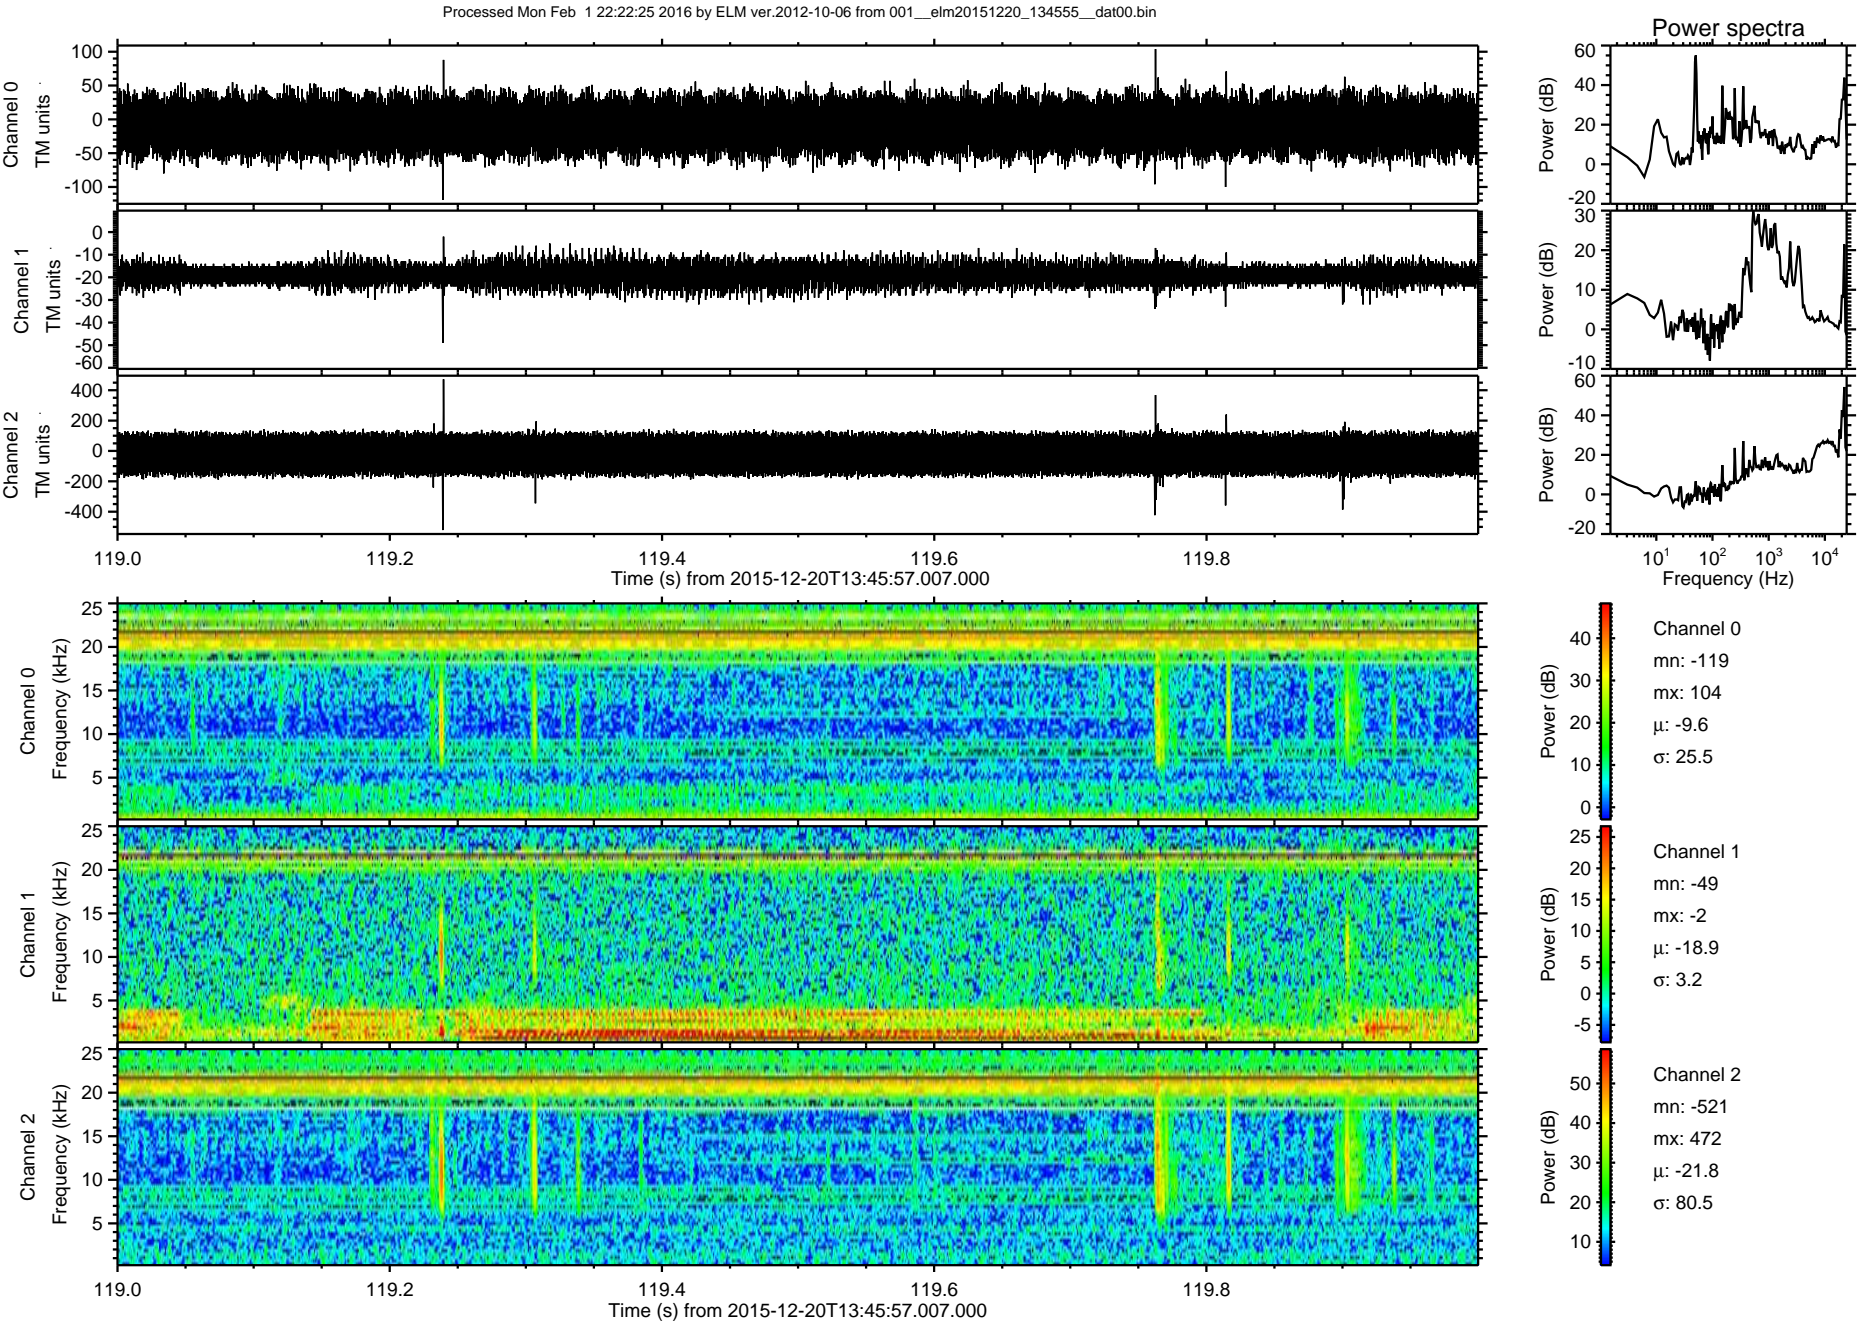 Processed Mon Feb  1 22:22:25 2016 by ELM ver.2012-10-06 from 001__elm20151220_134555__dat00.bin
Power spectra
Channel 0
TM units
100
50
0
-50
-100
Power (dB)
60
40
20
0
-20
Channel 1
TM units
0
-10
-20
-30
-40
-50
-60
Power (dB)
30
20
10
0
-10
Channel 2
TM units
400
200
0
-200
-400
Power (dB)
60
40
20
0
-20
119.0 119.2 119.4 119.6 119.8
Time (s) from 2015-12-20T13:45:57.007.000
10¹ 10² 10³ 10⁴
Frequency (Hz)
Channel 0
Frequency (kHz)
25
20
15
10
5
Power (dB)
40
30
20
10
0
Channel 0
mn: -119
mx: 104
μ: -9.6
σ: 25.5
Channel 1
Frequency (kHz)
25
20
15
10
5
Power (dB)
25
20
15
10
5
0
-5
Channel 1
mn: -49
mx: -2
μ: -18.9
σ: 3.2
Channel 2
Frequency (kHz)
25
20
15
10
5
Power (dB)
50
40
30
20
10
Channel 2
mn: -521
mx: 472
μ: -21.8
σ: 80.5
119.0 119.2 119.4 119.6 119.8
Time (s) from 2015-12-20T13:45:57.007.000